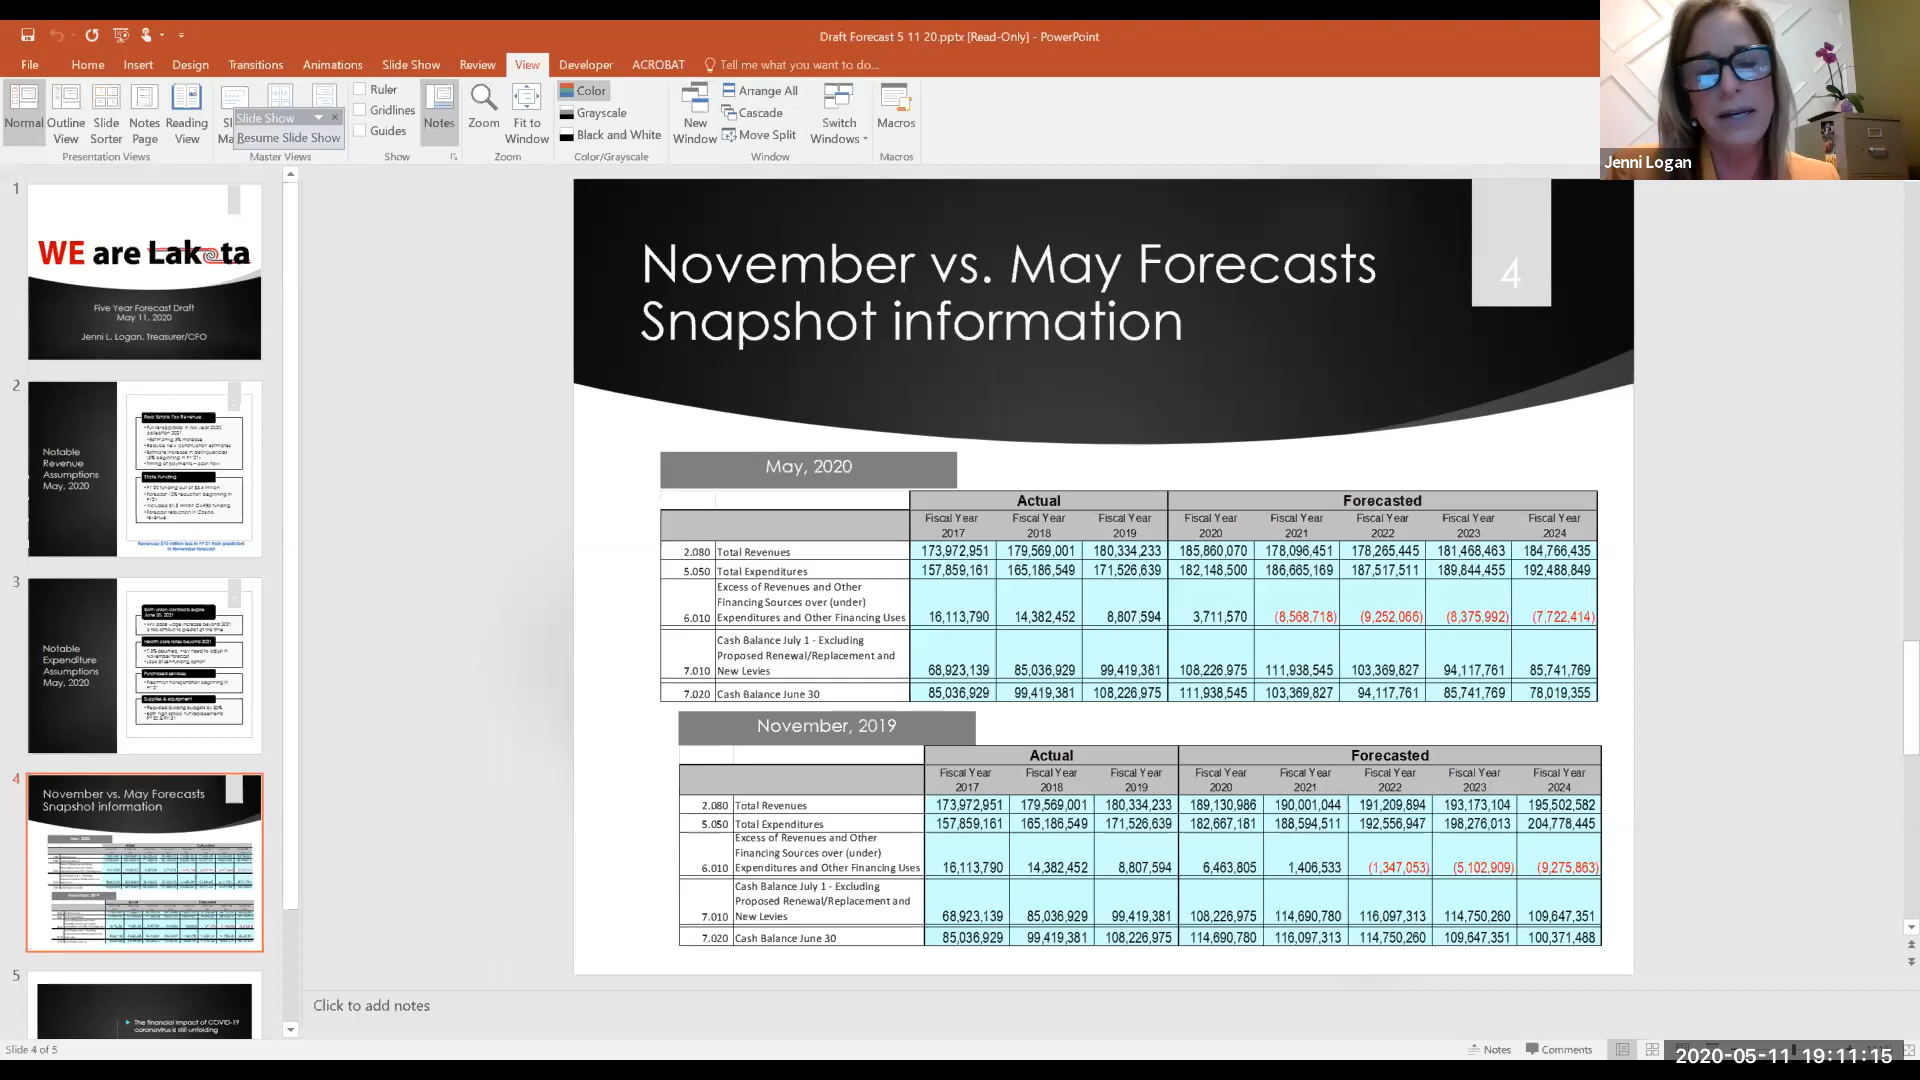 Draft Forecast 5 11 20.pptx [Read-Only] - PowerPoint
File Home Insert Design Transitions Animations Slide Show Review View Developer ACROBAT Tell me what you want to do...
Normal Outline View Slide Sorter Notes Page Reading View
Slide Show
Resume Slide Show
Ruler
Gridlines
Guides
Notes
Zoom
Fit to Window
Color
Grayscale
Black and White
New Window
Arrange All
Cascade
Move Split
Switch Windows
Macros
Presentation Views Master Views Show Zoom Color/Grayscale Window Macros
Jenni Logan
1
WE are Lakota
Five Year Forecast Draft
May 11, 2020
Jenni L. Logan, Treasurer/CFO
2
Notable
Revenue
Assumptions
May, 2020
Real Estate Tax Revenue
State Funding
3
Notable
Expenditure
Assumptions
May, 2020
Purchased services
Supplies & equipment
4
November vs. May Forecasts
Snapshot information
5
The financial impact of COVID-19
coronavirus is still unfolding
November vs. May Forecasts
Snapshot information
4
May, 2020
Actual Forecasted
Fiscal Year 2017 Fiscal Year 2018 Fiscal Year 2019 Fiscal Year 2020 Fiscal Year 2021 Fiscal Year 2022 Fiscal Year 2023 Fiscal Year 2024
2.080 Total Revenues 173,972,951 179,569,001 180,334,233 185,860,070 178,096,451 178,265,445 181,468,463 184,766,435
5.050 Total Expenditures 157,859,161 165,186,549 171,526,639 182,148,500 186,665,169 187,517,511 189,844,455 192,488,849
Excess of Revenues and Other
Financing Sources over (under)
6.010 Expenditures and Other Financing Uses 16,113,790 14,382,452 8,807,594 3,711,570 (8,568,718) (9,252,066) (8,375,992) (7,722,414)
Cash Balance July 1 - Excluding
Proposed Renewal/Replacement and
7.010 New Levies 68,923,139 85,036,929 99,419,381 108,226,975 111,938,545 103,369,827 94,117,761 85,741,769
7.020 Cash Balance June 30 85,036,929 99,419,381 108,226,975 111,938,545 103,369,827 94,117,761 85,741,769 78,019,355
November, 2019
Actual Forecasted
Fiscal Year 2017 Fiscal Year 2018 Fiscal Year 2019 Fiscal Year 2020 Fiscal Year 2021 Fiscal Year 2022 Fiscal Year 2023 Fiscal Year 2024
2.080 Total Revenues 173,972,951 179,569,001 180,334,233 189,130,986 190,001,044 191,209,894 193,173,104 195,502,582
5.050 Total Expenditures 157,859,161 165,186,549 171,526,639 182,667,181 188,594,511 192,556,947 198,276,013 204,778,445
Excess of Revenues and Other
Financing Sources over (under)
6.010 Expenditures and Other Financing Uses 16,113,790 14,382,452 8,807,594 6,463,805 1,406,533 (1,347,053) (5,102,909) (9,275,863)
Cash Balance July 1 - Excluding
Proposed Renewal/Replacement and
7.010 New Levies 68,923,139 85,036,929 99,419,381 108,226,975 114,690,780 116,097,313 114,750,260 109,647,351
7.020 Cash Balance June 30 85,036,929 99,419,381 108,226,975 114,690,780 116,097,313 114,750,260 109,647,351 100,371,488
Click to add notes
Slide 4 of 5
Notes Comments
2020-05-11 19:11:15